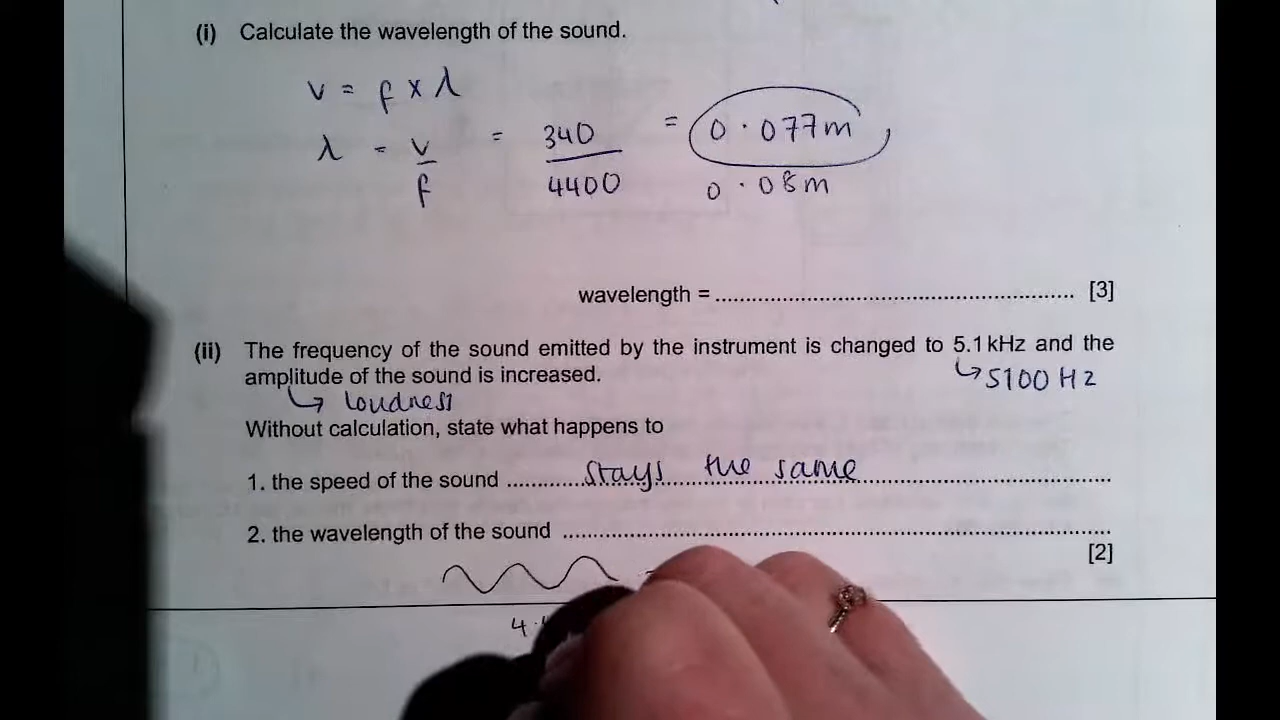 (i) Calculate the wavelength of the sound.
v = f x λ
λ = v/f = 340/4400 = 0.077m
0.08m
wavelength = ............................................................ [3]
(ii) The frequency of the sound emitted by the instrument is changed to 5.1 kHz and the
amplitude of the sound is increased.
↳ 5100 Hz
↳ loudness
Without calculation, state what happens to
1. the speed of the sound stays the same
2. the wavelength of the sound ............................................................
[2]